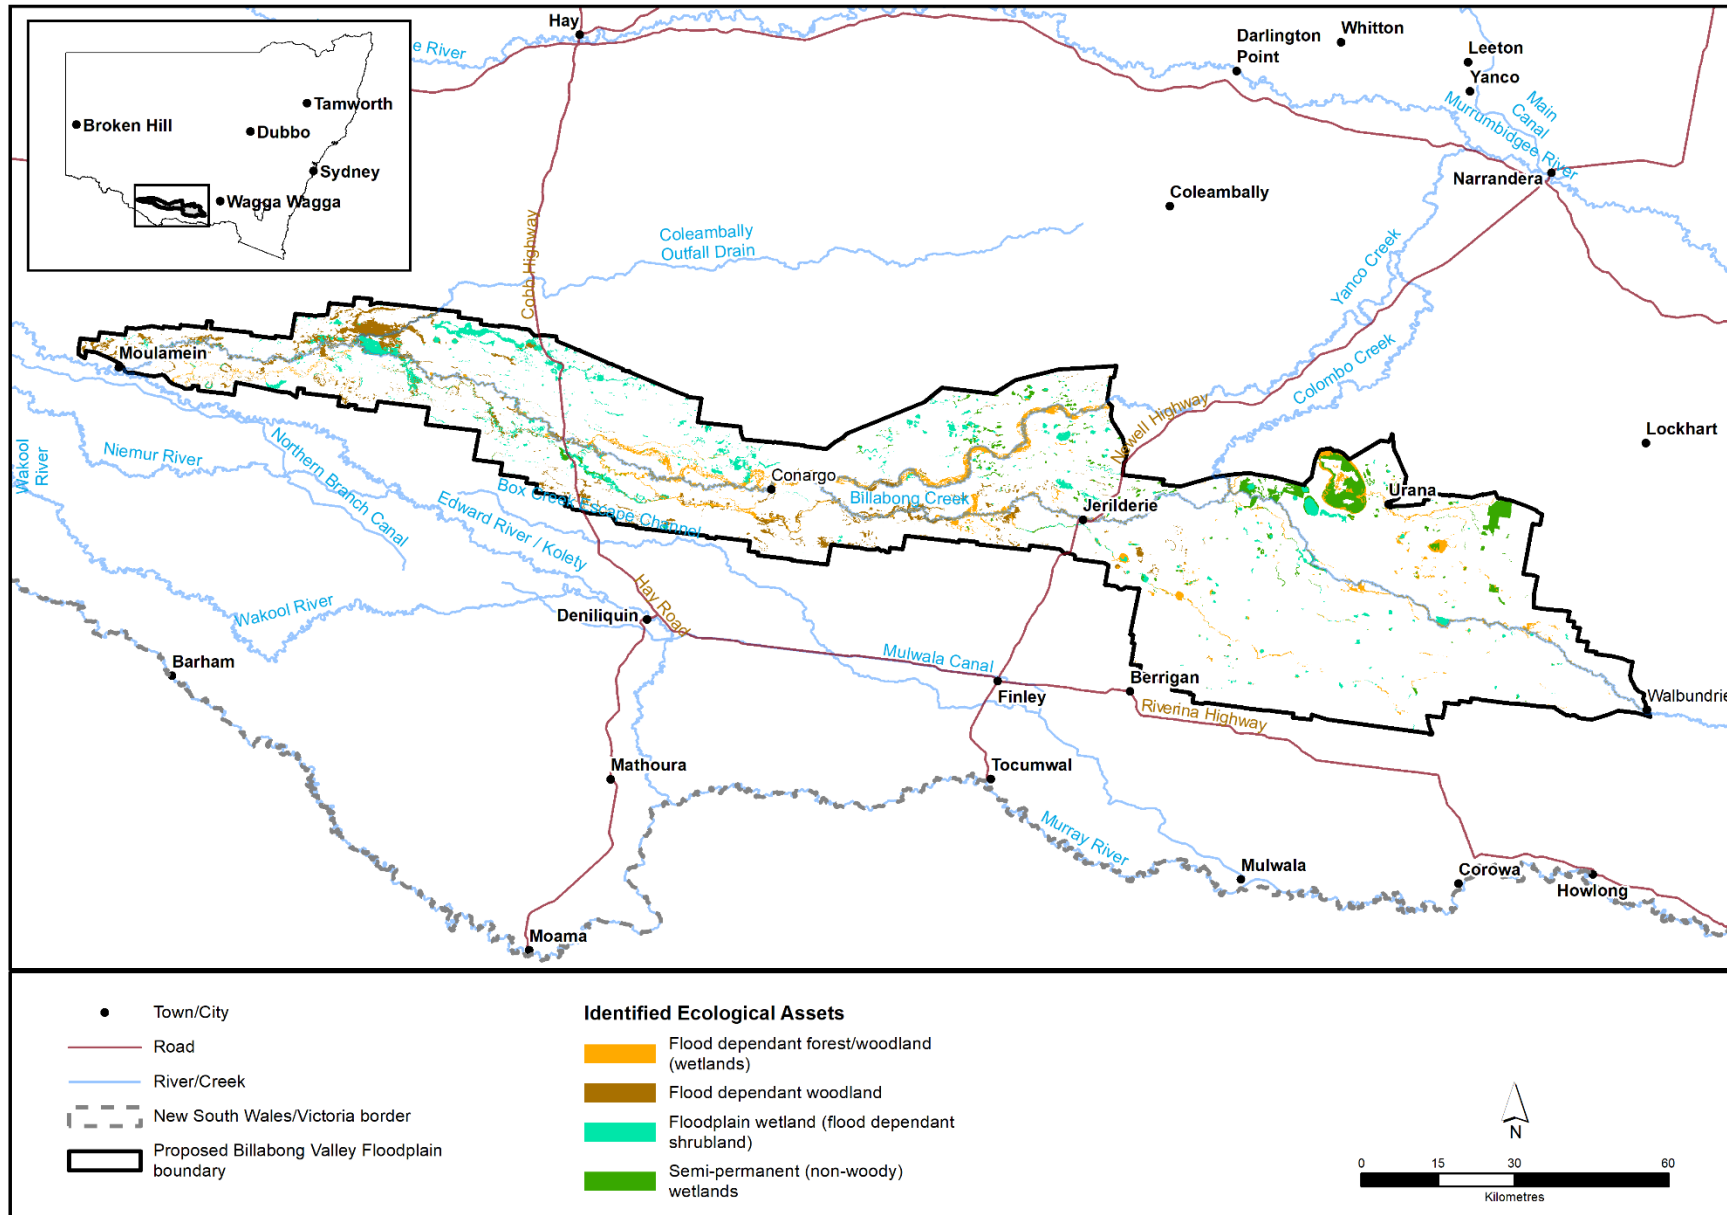 Hay
e River
Darlington
Point
Whitton
Leeton
Yanco
Main
Canal
Murrumbidgee River
Narrandera
Tamworth
Broken Hill
Dubbo
Sydney
Wagga Wagga
Coleambally
Cobb Highway
Coleambally
Outfall Drain
Yanco Creek
Colombo Creek
Newell Highway
Lockhart
Moulamein
Wakool
River
Niemur River
Northern Branch Canal
Edward River / Kolety
Box Creek Escape Channel
Conargo
Billabong Creek
Jerilderie
Urana
Wakool River
Deniliquin
Hay Road
Barham
Mulwala Canal
Finley
Berrigan
Riverina Highway
Walbundrie
Mathoura
Tocumwal
Murray River
Mulwala
Corowa
Howlong
Moama
Town/City
Road
River/Creek
New South Wales/Victoria border
Proposed Billabong Valley Floodplain
boundary
Identified Ecological Assets
Flood dependant forest/woodland
(wetlands)
Flood dependant woodland
Floodplain wetland (flood dependant
shrubland)
Semi-permanent (non-woody)
wetlands
N
0 15 30 60
Kilometres